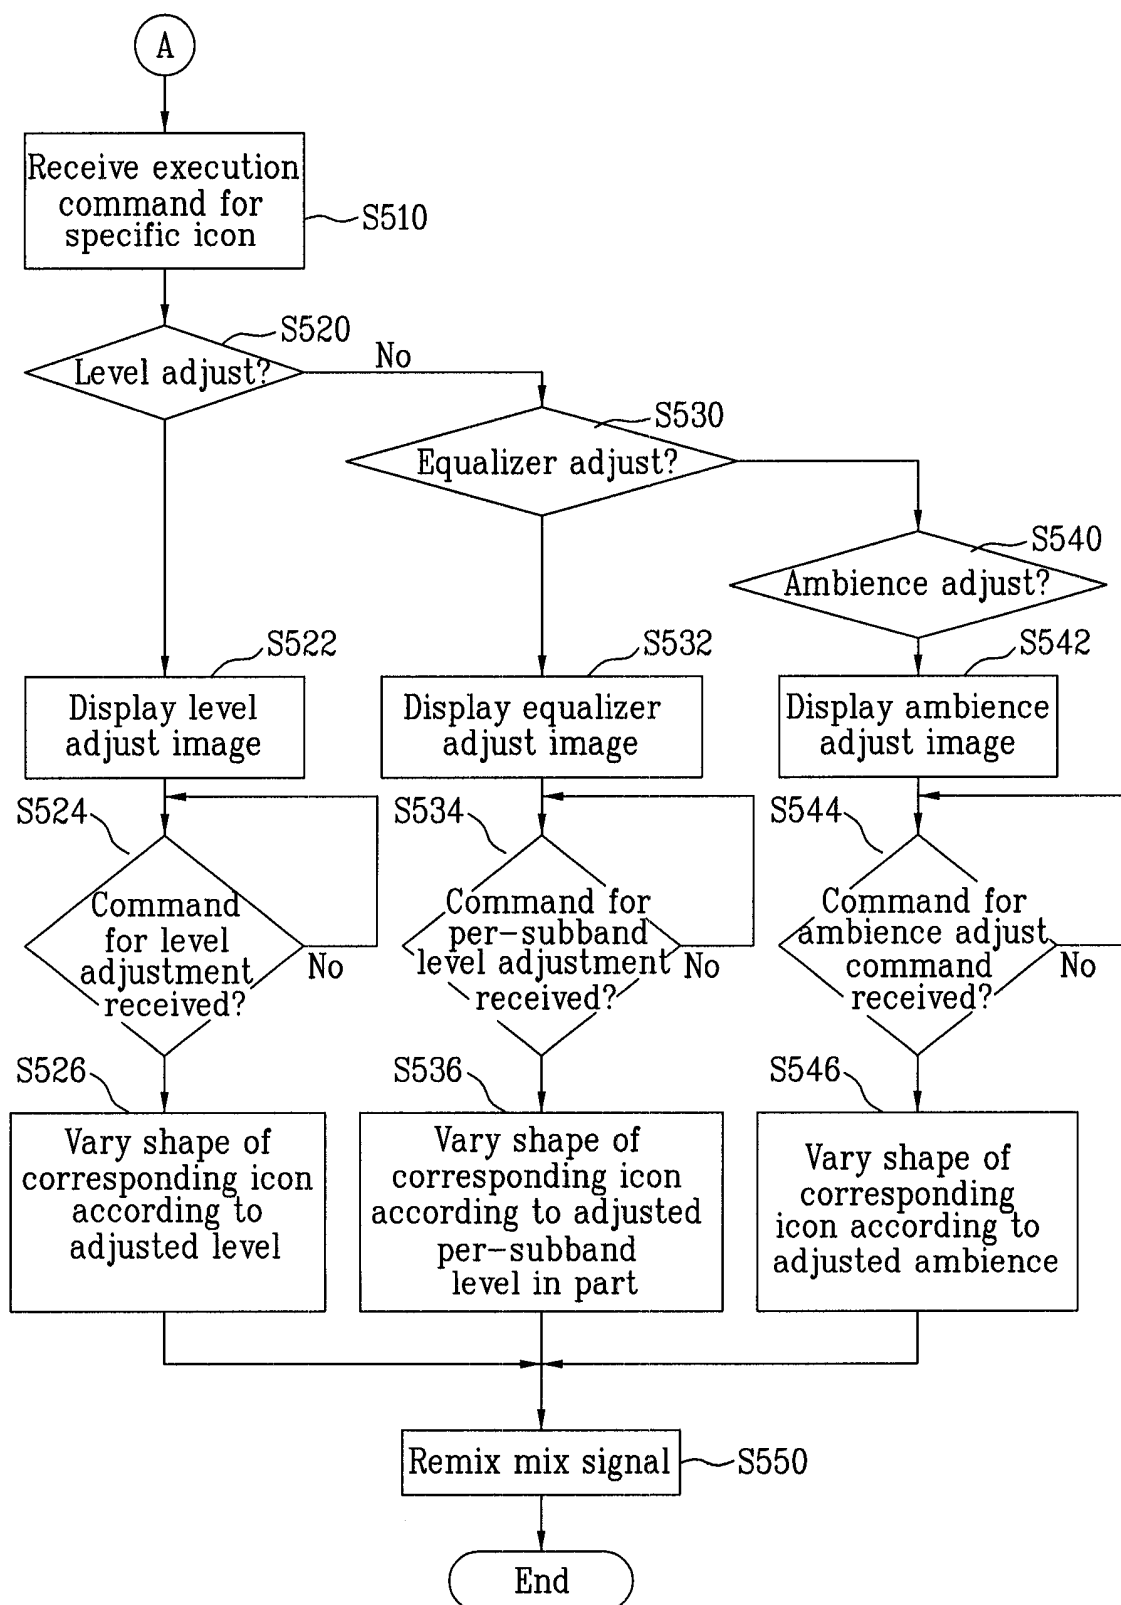 A
Receive execution
command for
specific icon
S510
S520
Level adjust?
No
S530
Equalizer adjust?
S540
Ambience adjust?
S522
Display level
adjust image
S532
Display equalizer
adjust image
S542
Display ambience
adjust image
S524
Command
for level
adjustment
received?
No
S534
Command for
per-subband
level adjustment
received?
No
S544
Command for
ambience adjust
command
received?
No
S526
Vary shape of
corresponding icon
according to
adjusted level
S536
Vary shape of
corresponding icon
according to adjusted
per-subband
level in part
S546
Vary shape of
corresponding
icon according to
adjusted ambience
Remix mix signal
S550
End